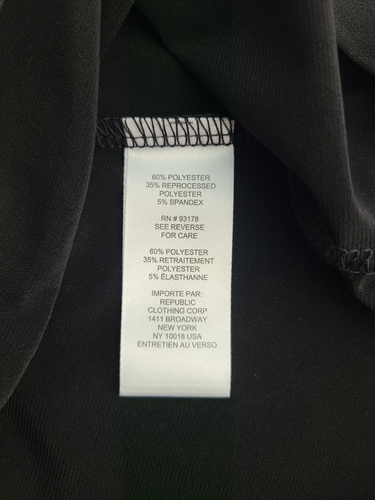 60% POLYESTER
35% REPROCESSED
POLYESTER
5% SPANDEX
RN # 93178
SEE REVERSE
FOR CARE
60% POLYESTER
35% RETRAITEMENT
POLYESTER
5% ÉLASTHANNE
IMPORTE PAR:
REPUBLIC
CLOTHING CORP
1411 BROADWAY
NEW YORK
NY 10018 USA
ENTRETIEN AU VERSO